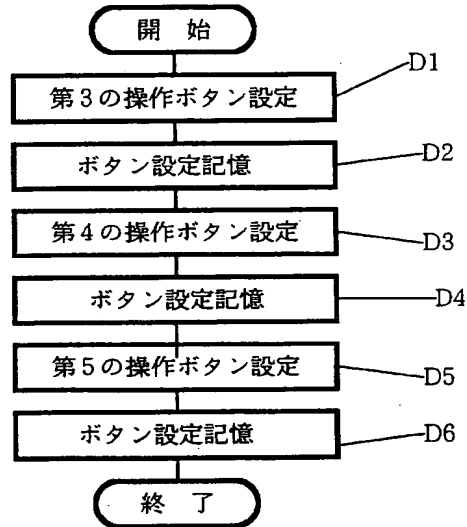 開 始
第3の操作ボタン設定 D1
ボタン設定記憶 D2
第4の操作ボタン設定 D3
ボタン設定記憶 D4
第5の操作ボタン設定 D5
ボタン設定記憶 D6
終 了